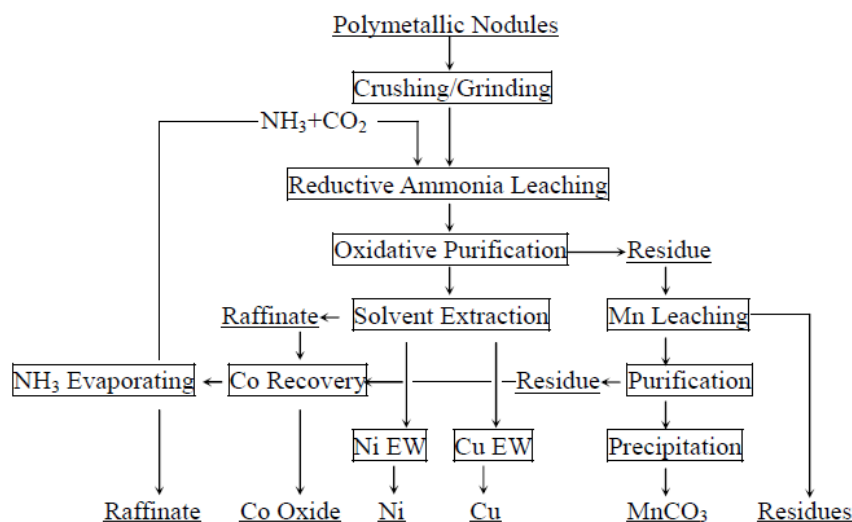 Polymetallic Nodules
Crushing/Grinding
NH₃+CO₂
Reductive Ammonia Leaching
Oxidative Purification
Residue
Raffinate
Solvent Extraction
Mn Leaching
NH₃ Evaporating
Co Recovery
Residue
Purification
Ni EW
Cu EW
Precipitation
Raffinate
Co Oxide
Ni
Cu
MnCO₃
Residues